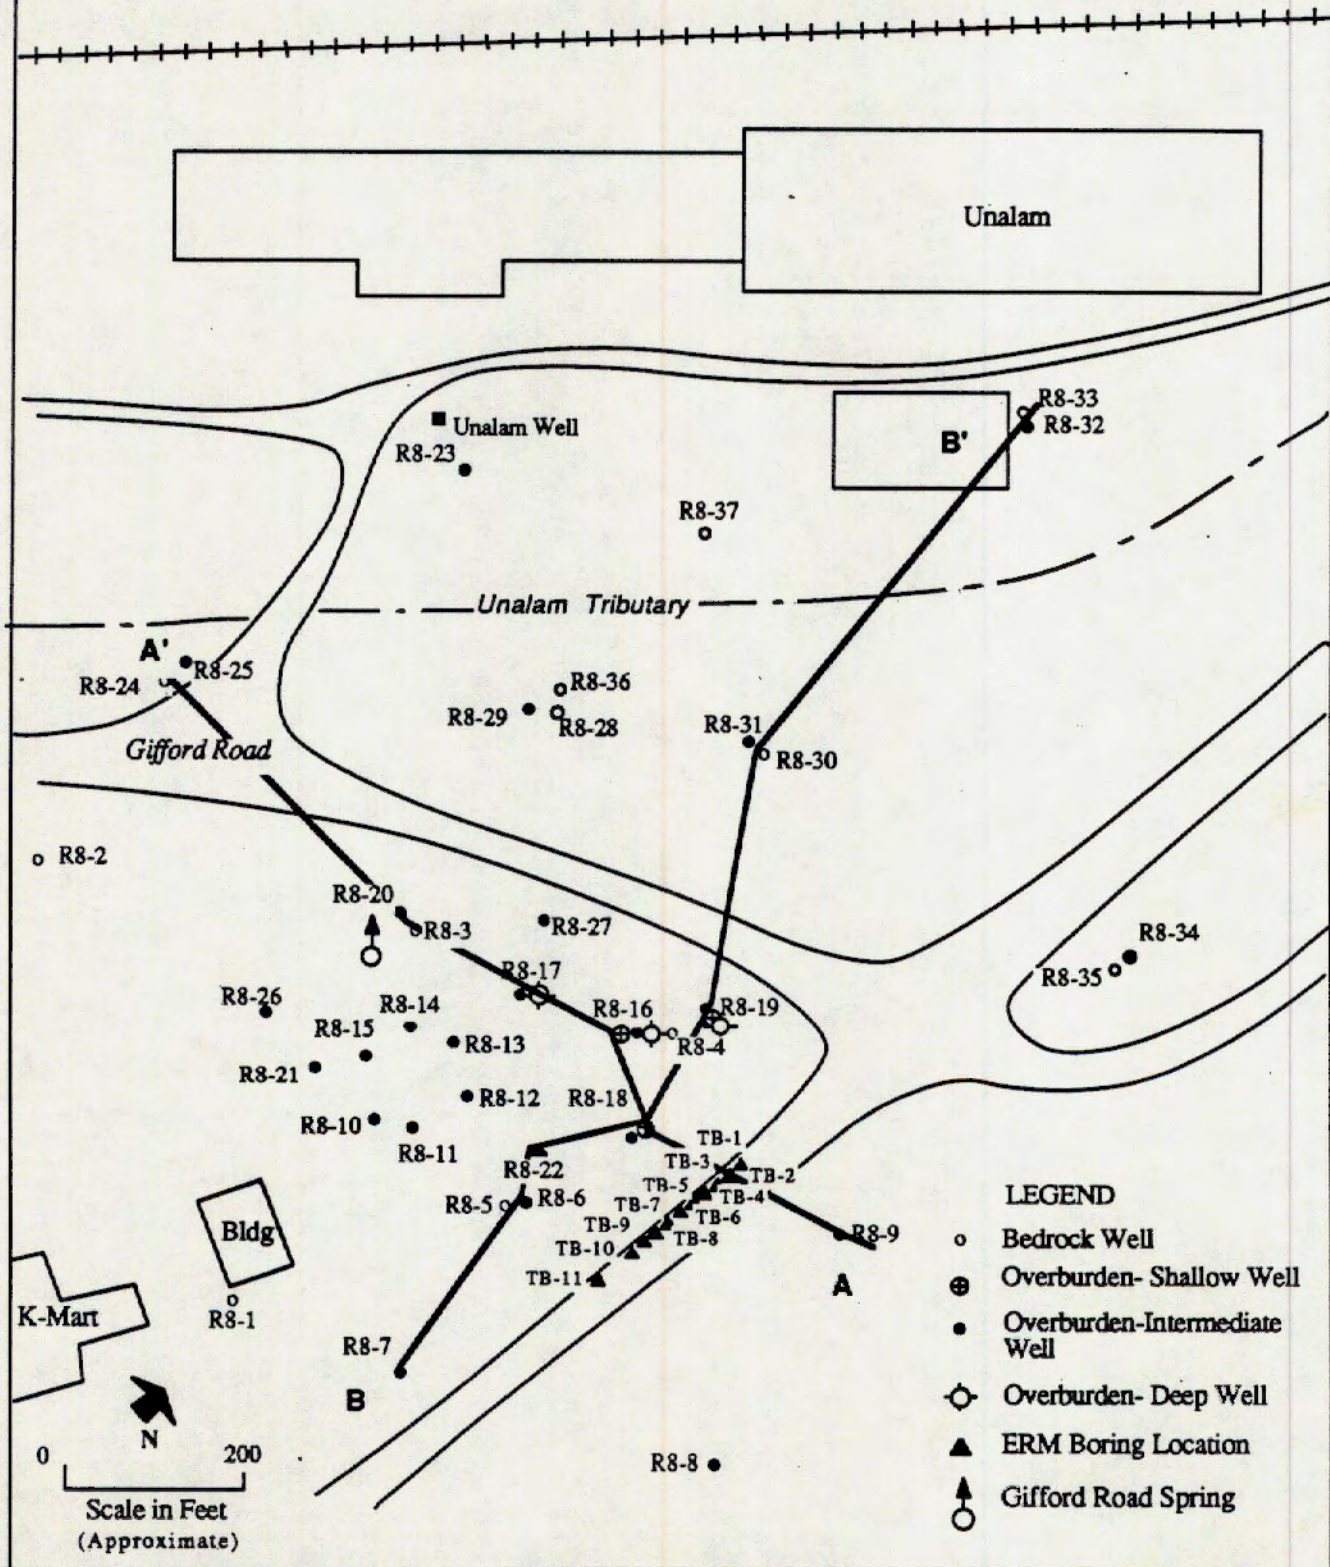 Unalam
R8-33
Unalam Well
R8-32
B'
R8-23
R8-37
Unalam Tributary
A'
R8-25
R8-24
R8-36
R8-29
R8-28
R8-31
Gifford Road
R8-30
R8-2
R8-20
R8-3
R8-27
R8-34
R8-17
R8-35
R8-26
R8-14
R8-16
R8-19
R8-15
R8-13
R8-4
R8-21
R8-12
R8-18
R8-10
TB-1
R8-11
TB-3
R8-22
TB-2
TB-5
TB-4
R8-5
R8-6
TB-7
TB-6
TB-9
TB-8
R8-9
TB-10
TB-11
A
Bldg
K-Mart
R8-1
R8-7
B
R8-8
N
0
200
Scale in Feet
(Approximate)
LEGEND
Bedrock Well
Overburden- Shallow Well
Overburden-Intermediate
Well
Overburden- Deep Well
ERM Boring Location
Gifford Road Spring